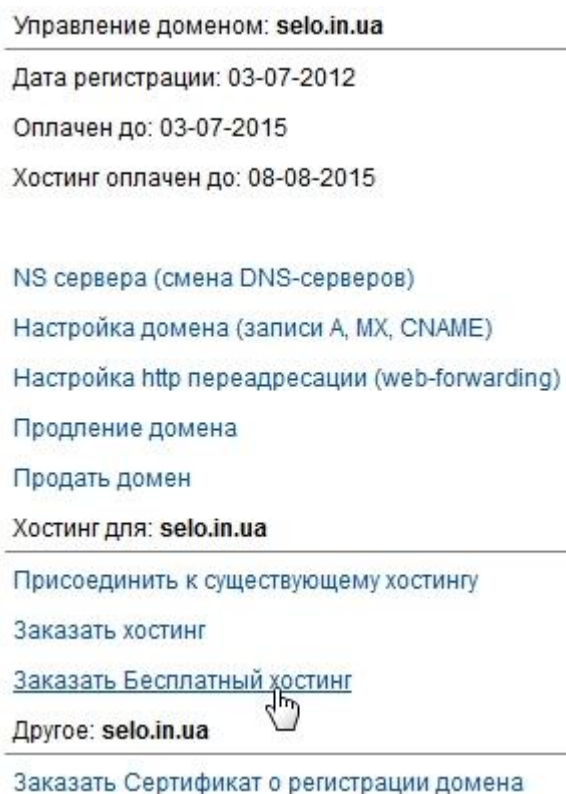 Управление доменом: selo.in.ua
Дата регистрации: 03-07-2012
Оплачен до: 03-07-2015
Хостинг оплачен до: 08-08-2015
NS сервера (смена DNS-серверов)
Настройка домена (записи A, MX, CNAME)
Настройка http переадресации (web-forwarding)
Продление домена
Продать домен
Хостинг для: selo.in.ua
Присоединить к существующему хостингу
Заказать хостинг
Заказать Бесплатный хостинг
Другое: selo.in.ua
Заказать Сертификат о регистрации домена